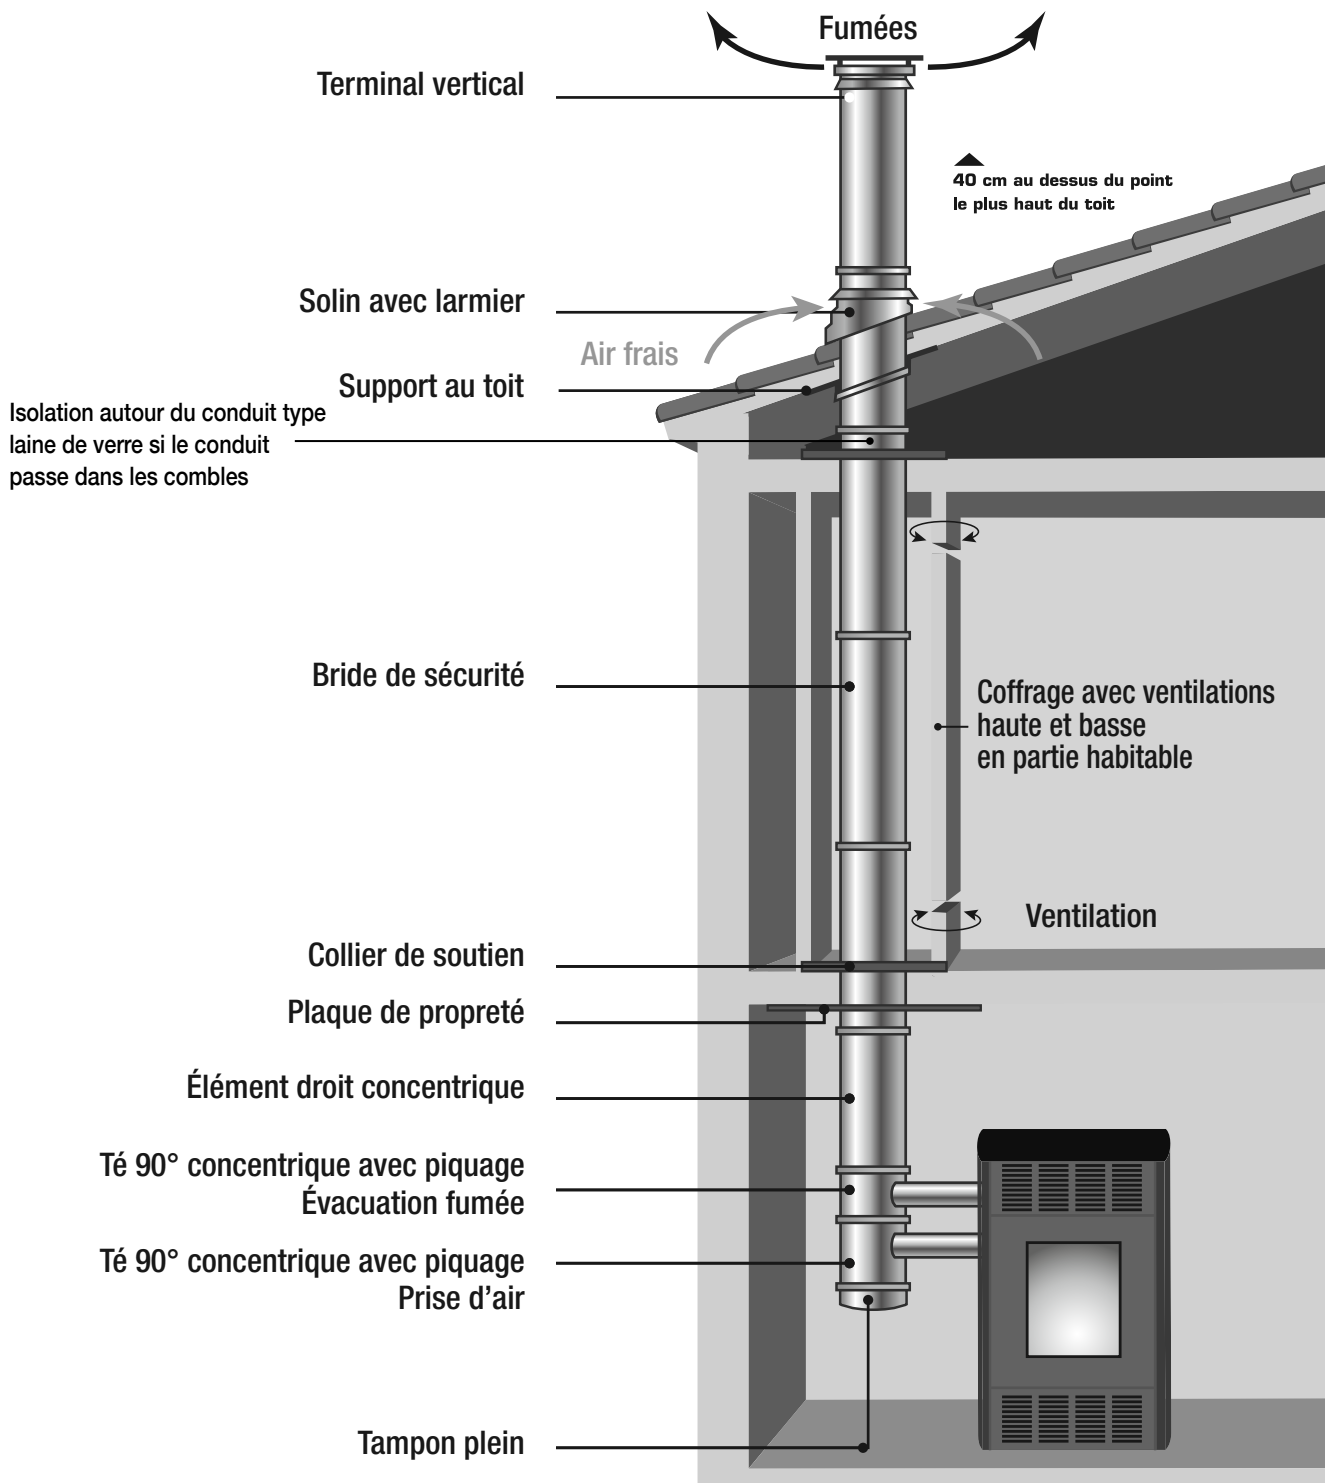 Fumées
Terminal vertical
40 cm au dessus du point
le plus haut du toit
Solin avec larmier
Air frais
Support au toit
Isolation autour du conduit type
laine de verre si le conduit
passe dans les combles
Bride de sécurité
Coffrage avec ventilations
haute et basse
en partie habitable
Ventilation
Collier de soutien
Plaque de propreté
Élément droit concentrique
Té 90° concentrique avec piquage
Évacuation fumée
Té 90° concentrique avec piquage
Prise d’air
Tampon plein